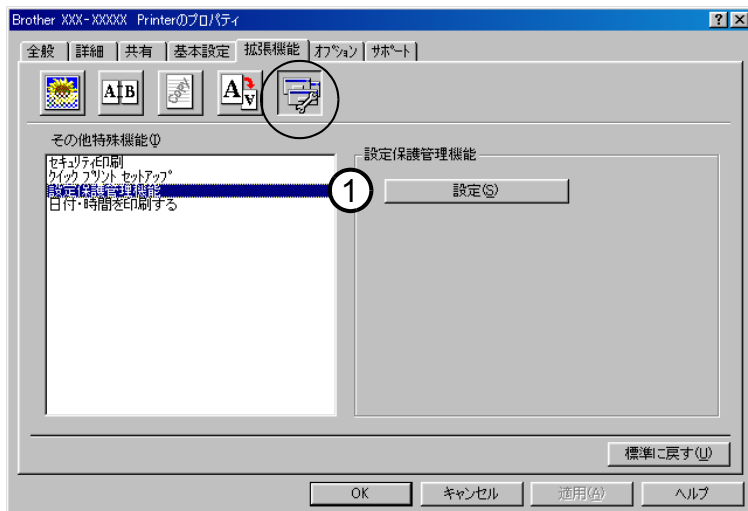 Brother XXX-XXXXX Printerのプロパティ
全般 詳細 共有 基本設定 拡張機能 オプション サポート
A B
A A
その他特殊機能(I)
セキュリティ印刷
クイック プリント セットアップ
設定保護管理機能
日付・時間を印刷する
設定保護管理機能
1 設定(S)
標準に戻す(U)
OK キャンセル 適用(A) ヘルプ